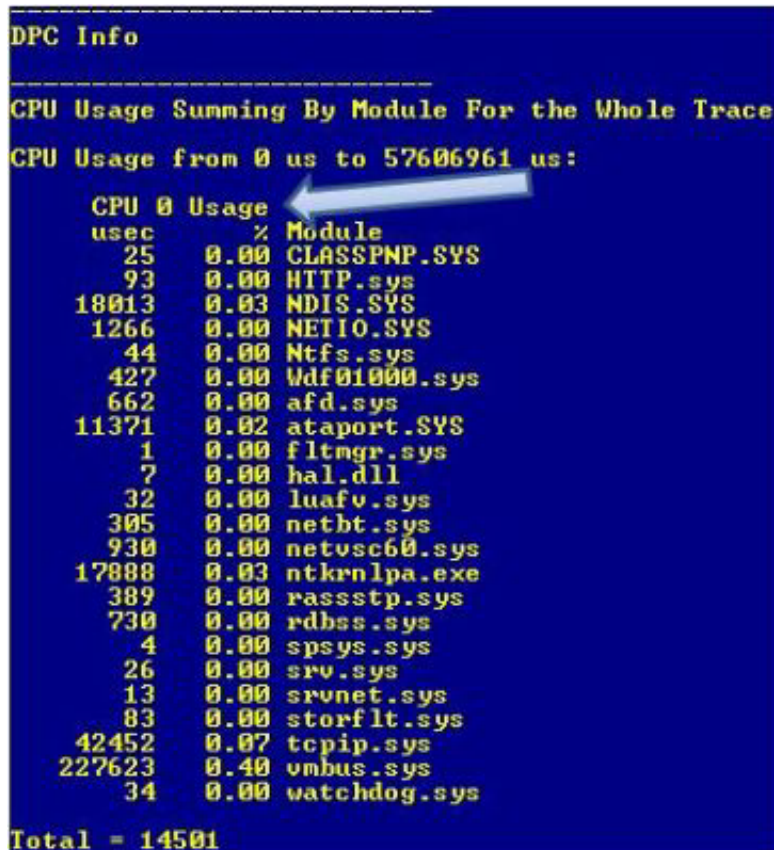 ----------------------------
DPC Info
----------------------------
CPU Usage Summing By Module For the Whole Trace
CPU Usage from 0 us to 57606961 us:
CPU 0 Usage
usec % Module
25 0.00 CLASSPNP.SYS
93 0.00 HTTP.sys
18013 0.03 NDIS.SYS
1266 0.00 NETIO.SYS
44 0.00 Ntfs.sys
427 0.00 Wdf01000.sys
662 0.00 afd.sys
11371 0.02 ataport.SYS
1 0.00 fltmgr.sys
7 0.00 hal.dll
32 0.00 luafv.sys
305 0.00 netbt.sys
930 0.00 netvsc60.sys
17888 0.03 ntkrnlpa.exe
389 0.00 rassstp.sys
730 0.00 rdbss.sys
4 0.00 spsys.sys
26 0.00 srv.sys
13 0.00 srvnet.sys
83 0.00 storflt.sys
42452 0.07 tcpip.sys
227623 0.40 vmbus.sys
34 0.00 watchdog.sys
Total = 14501